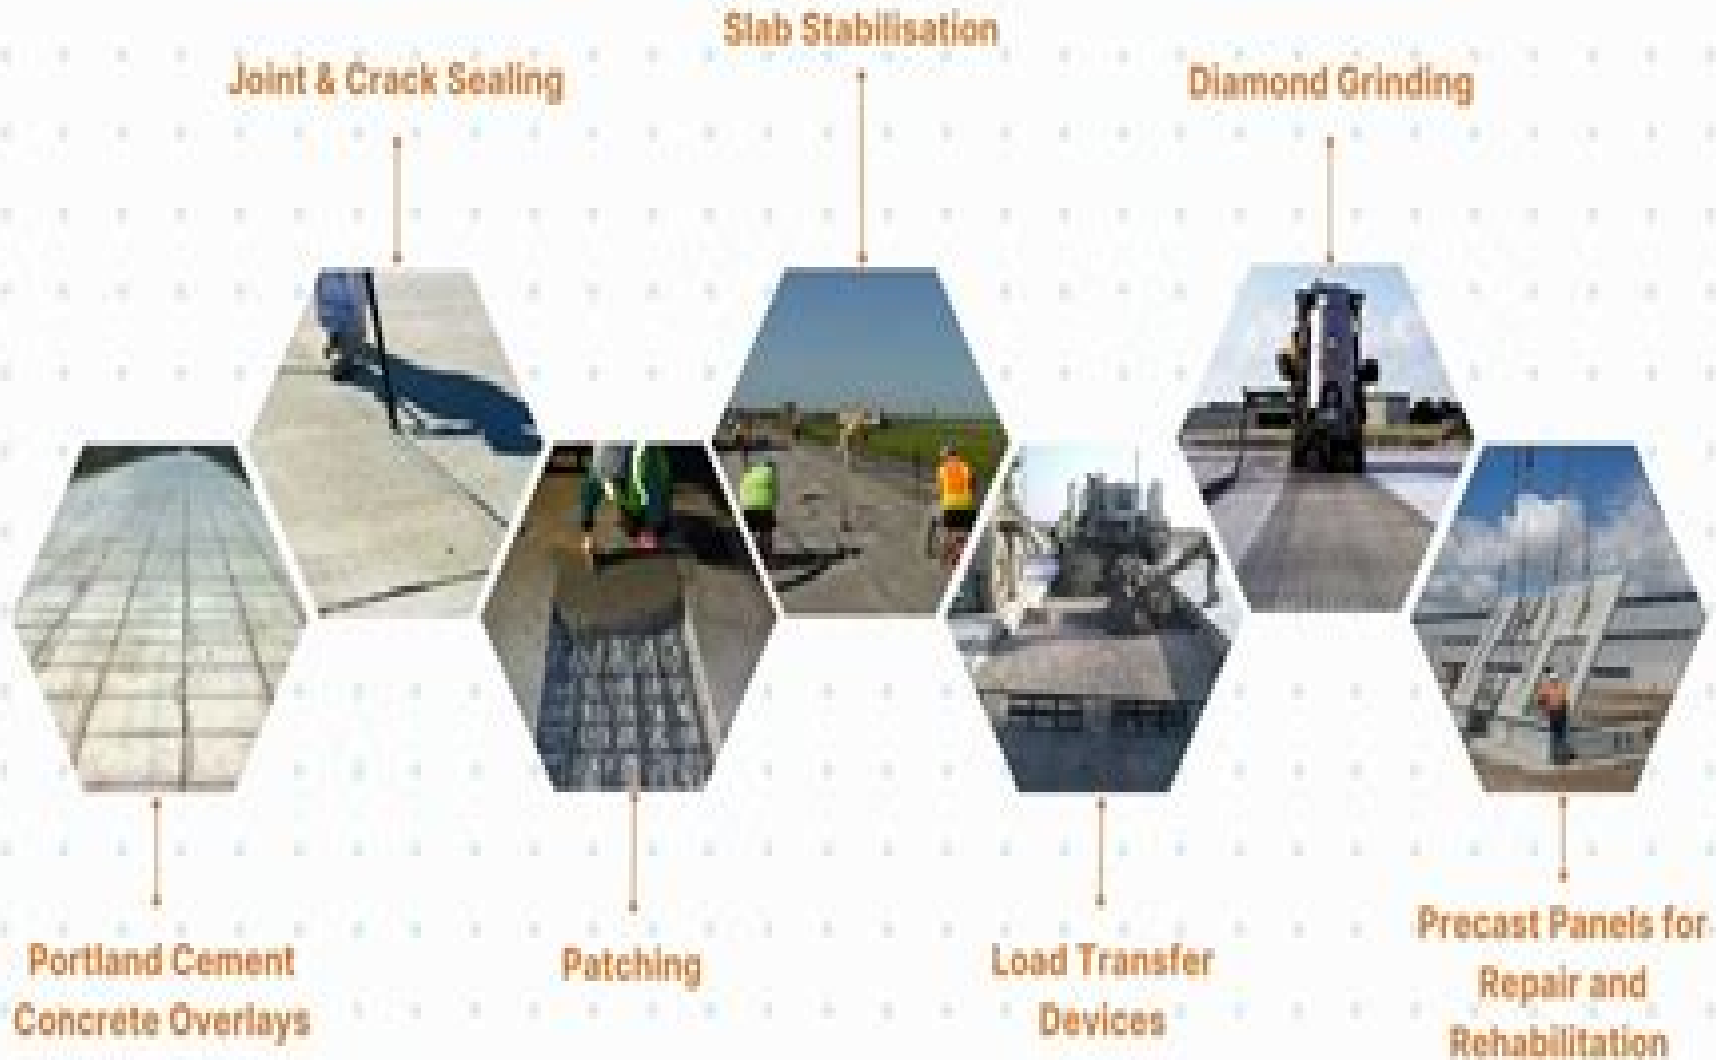 Slab Stabilisation
Joint & Crack Sealing
Diamond Grinding
Portland Cement
Concrete Overlays
Patching
Load Transfer
Devices
Precast Panels for
Repair and
Rehabilitation